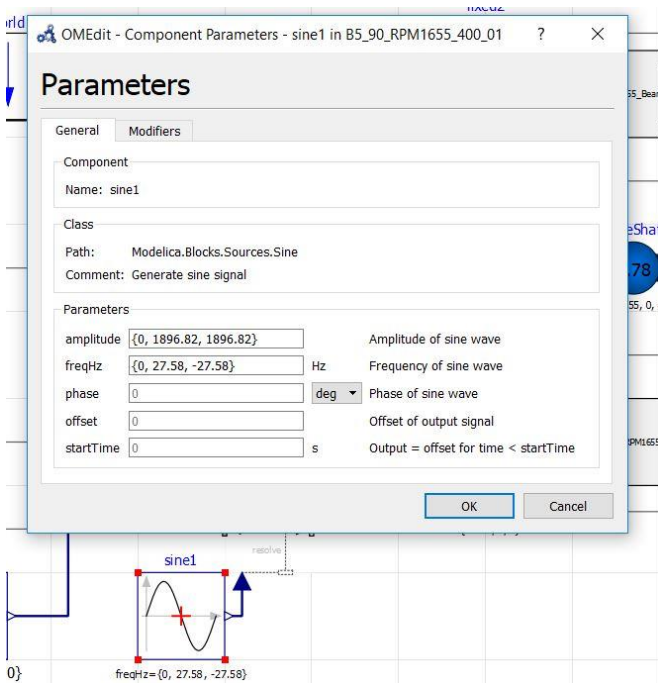 OMEdit - Component Parameters - sine1 in B5_90_RPM1655_400_01
Parameters
General Modifiers
Component
Name: sine1
Class
Path: Modelica.Blocks.Sources.Sine
Comment: Generate sine signal
Parameters
amplitude {0, 1896.82, 1896.82} Amplitude of sine wave
freqHz {0, 27.58, -27.58} Hz Frequency of sine wave
phase 0 deg Phase of sine wave
offset 0 Offset of output signal
startTime 0 s Output = offset for time < startTime
OK Cancel
resolve
sine1
0}
freqHz={0, 27.58, -27.58}